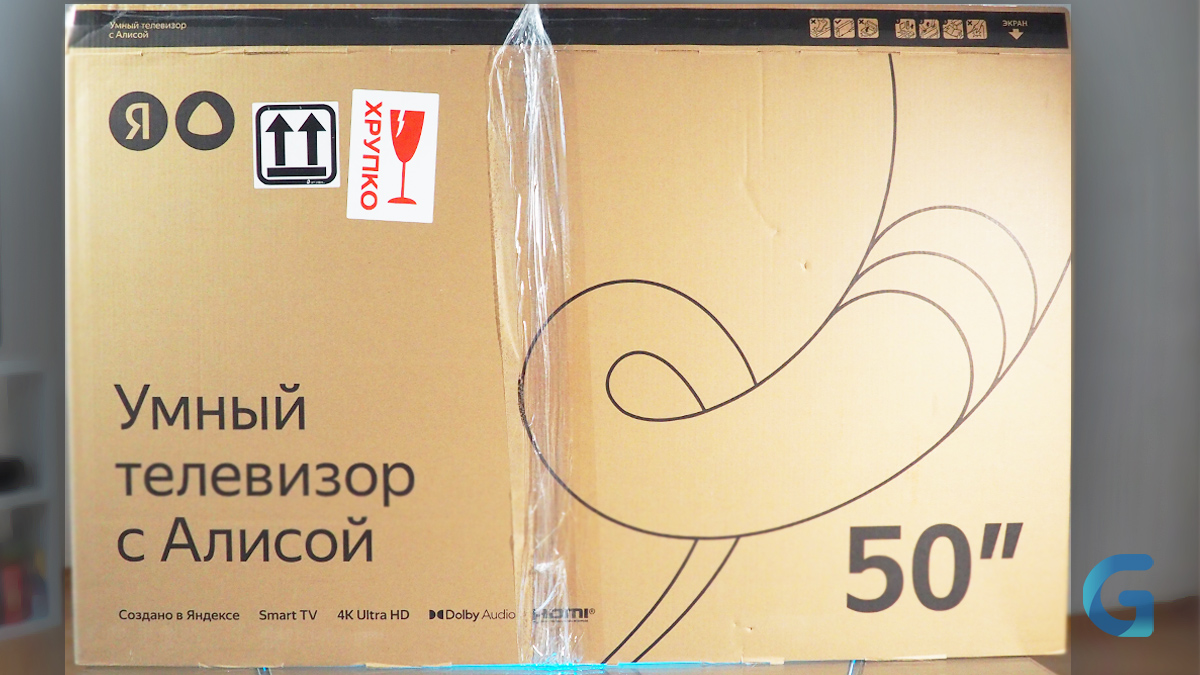 Умный телевизор
с Алисой
ЭКРАН
Я
ХРУПКО
Умный
телевизор
с Алисой
50"
Создано в Яндексе Smart TV 4K Ultra HD Dolby Audio HDMI®
G